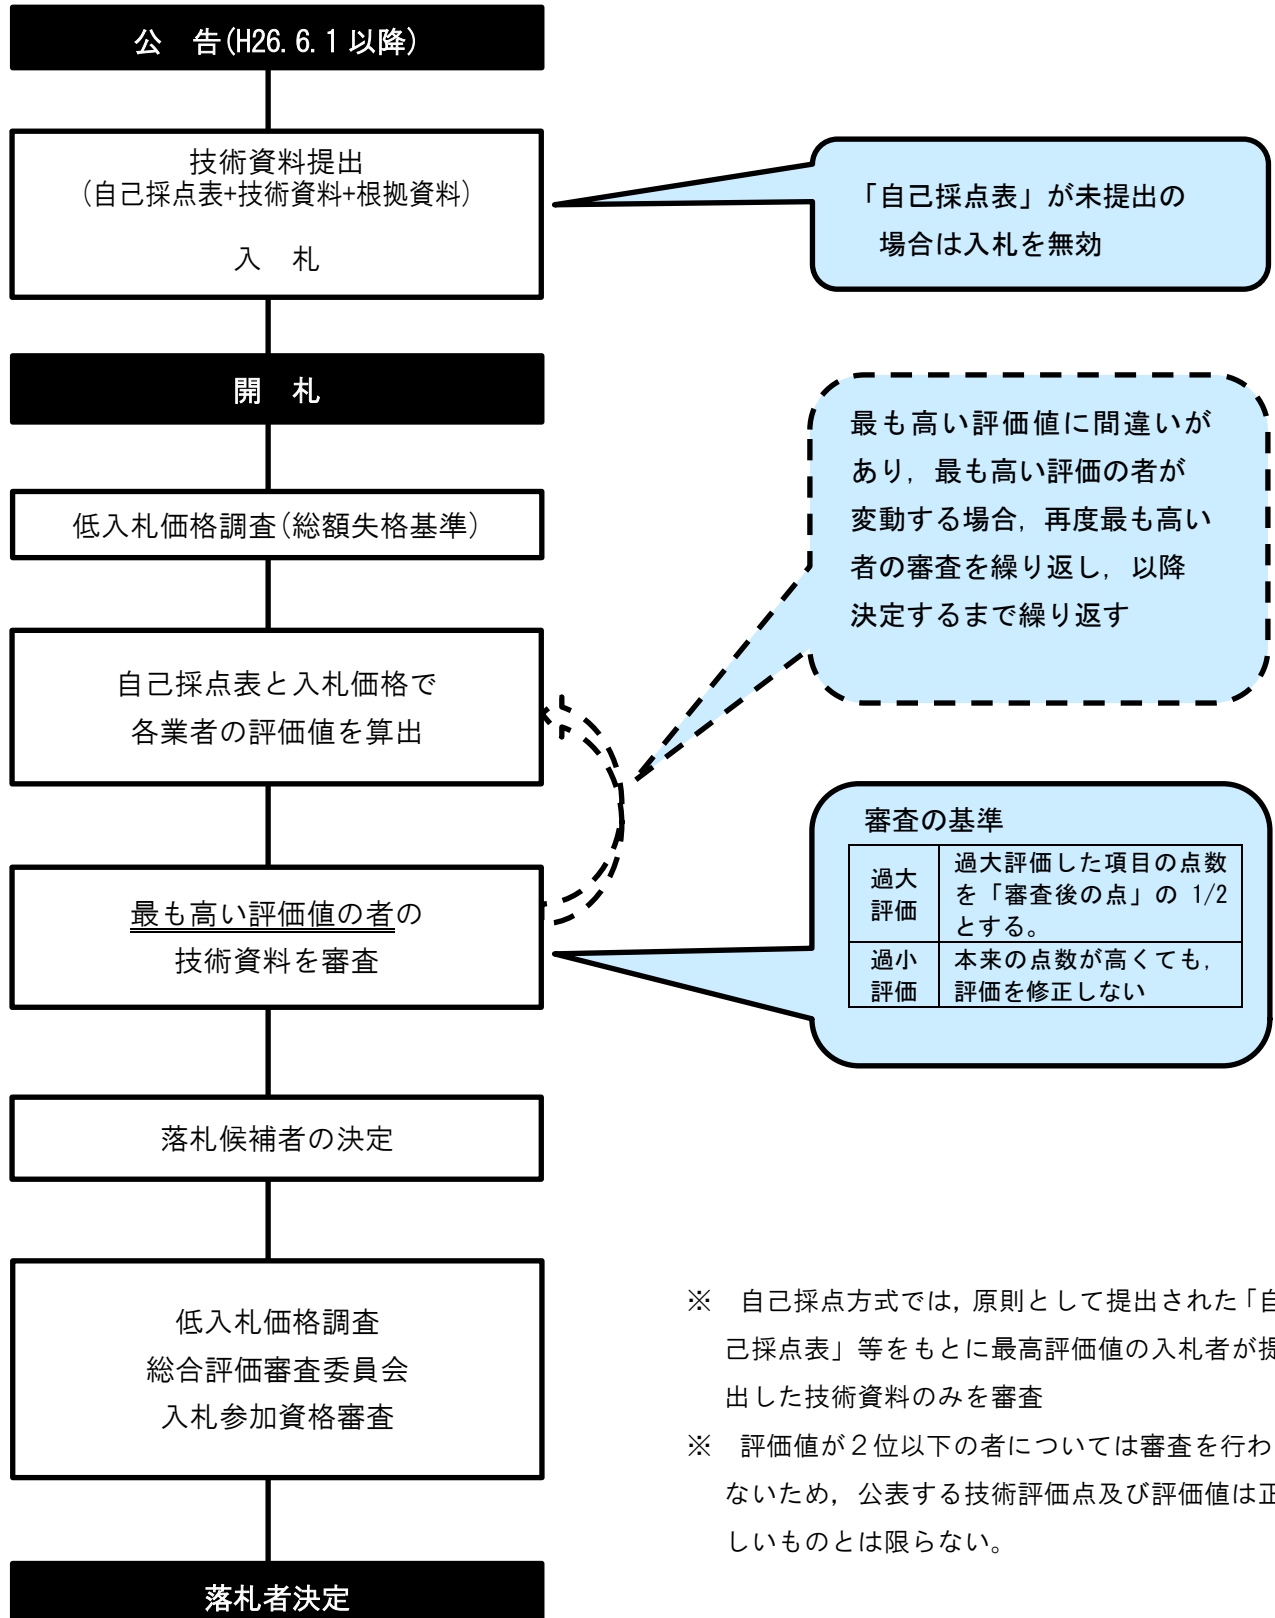 公　告(H26.6.1以降)
技術資料提出
(自己採点表+技術資料+根拠資料)
入　札
「自己採点表」が未提出の
場合は入札を無効
開　札
最も高い評価値に間違いが
あり，最も高い評価の者が
変動する場合，再度最も高い
者の審査を繰り返し，以降
決定するまで繰り返す
低入札価格調査(総額失格基準)
自己採点表と入札価格で
各業者の評価値を算出
最も高い評価値の者の
技術資料を審査
審査の基準
過大
評価
過大評価した項目の点数
を「審査後の点」の 1/2
とする。
過小
評価
本来の点数が高くても，
評価を修正しない
落札候補者の決定
低入札価格調査
総合評価審査委員会
入札参加資格審査
※　自己採点方式では，原則として提出された「自
己採点表」等をもとに最高評価値の入札者が提
出した技術資料のみを審査
※　評価値が２位以下の者については審査を行わ
ないため，公表する技術評価点及び評価値は正
しいものとは限らない。
落札者決定